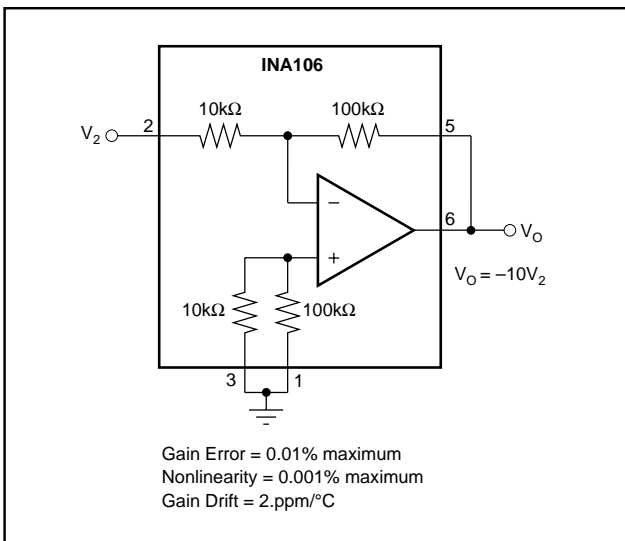 INA106
10kΩ
100kΩ
V2
2
5
−
6
VO
+
VO = −10V2
10kΩ
100kΩ
3
1
Gain Error = 0.01% maximum
Nonlinearity = 0.001% maximum
Gain Drift = 2.ppm/°C